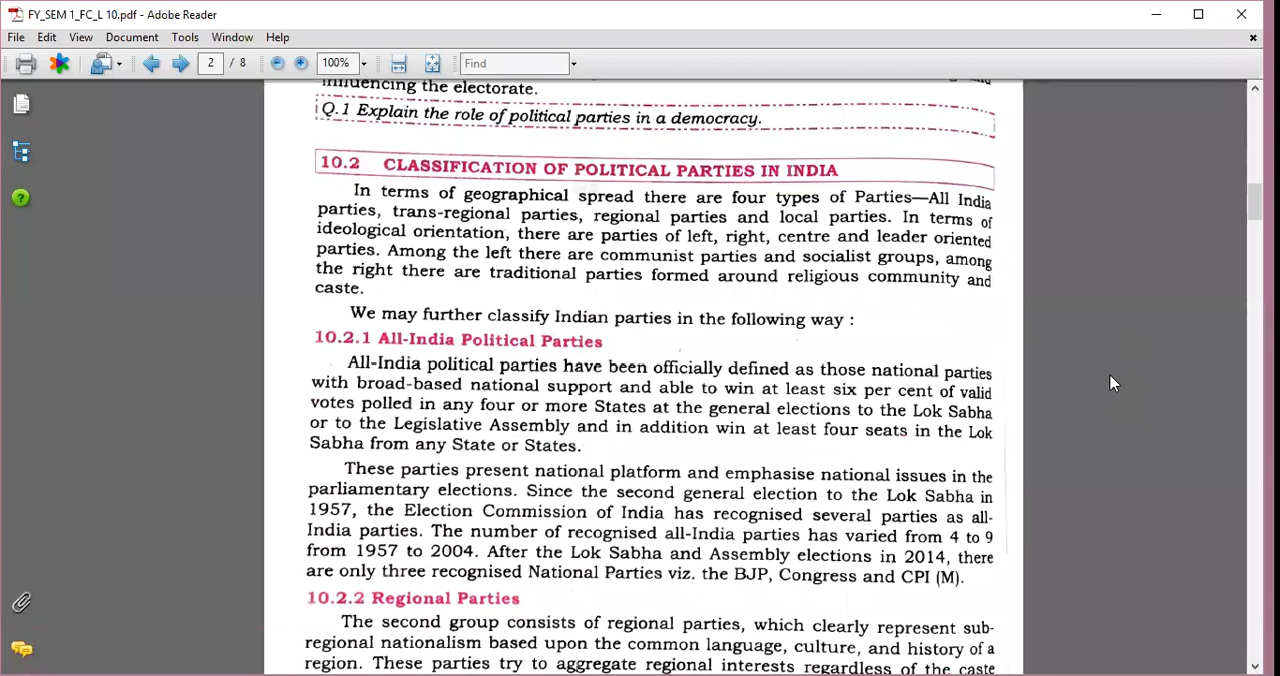 FY_SEM 1_FC_L 10.pdf - Adobe Reader
File Edit View Document Tools Window Help
2 / 8 100% Find
influencing the electorate.
Q.1 Explain the role of political parties in a democracy.
10.2 CLASSIFICATION OF POLITICAL PARTIES IN INDIA
In terms of geographical spread there are four types of Parties—All India
parties, trans-regional parties, regional parties and local parties. In terms of
ideological orientation, there are parties of left, right, centre and leader oriented
parties. Among the left there are communist parties and socialist groups, among
the right there are traditional parties formed around religious community and
caste.
We may further classify Indian parties in the following way :
10.2.1 All-India Political Parties
All-India political parties have been officially defined as those national parties
with broad-based national support and able to win at least six per cent of valid
votes polled in any four or more States at the general elections to the Lok Sabha
or to the Legislative Assembly and in addition win at least four seats in the Lok
Sabha from any State or States.
These parties present national platform and emphasise national issues in the
parliamentary elections. Since the second general election to the Lok Sabha in
1957, the Election Commission of India has recognised several parties as all-
India parties. The number of recognised all-India parties has varied from 4 to 9
from 1957 to 2004. After the Lok Sabha and Assembly elections in 2014, there
are only three recognised National Parties viz. the BJP, Congress and CPI (M).
10.2.2 Regional Parties
The second group consists of regional parties, which clearly represent sub-
regional nationalism based upon the common language, culture, and history of a
region. These parties try to aggregate regional interests regardless of the caste